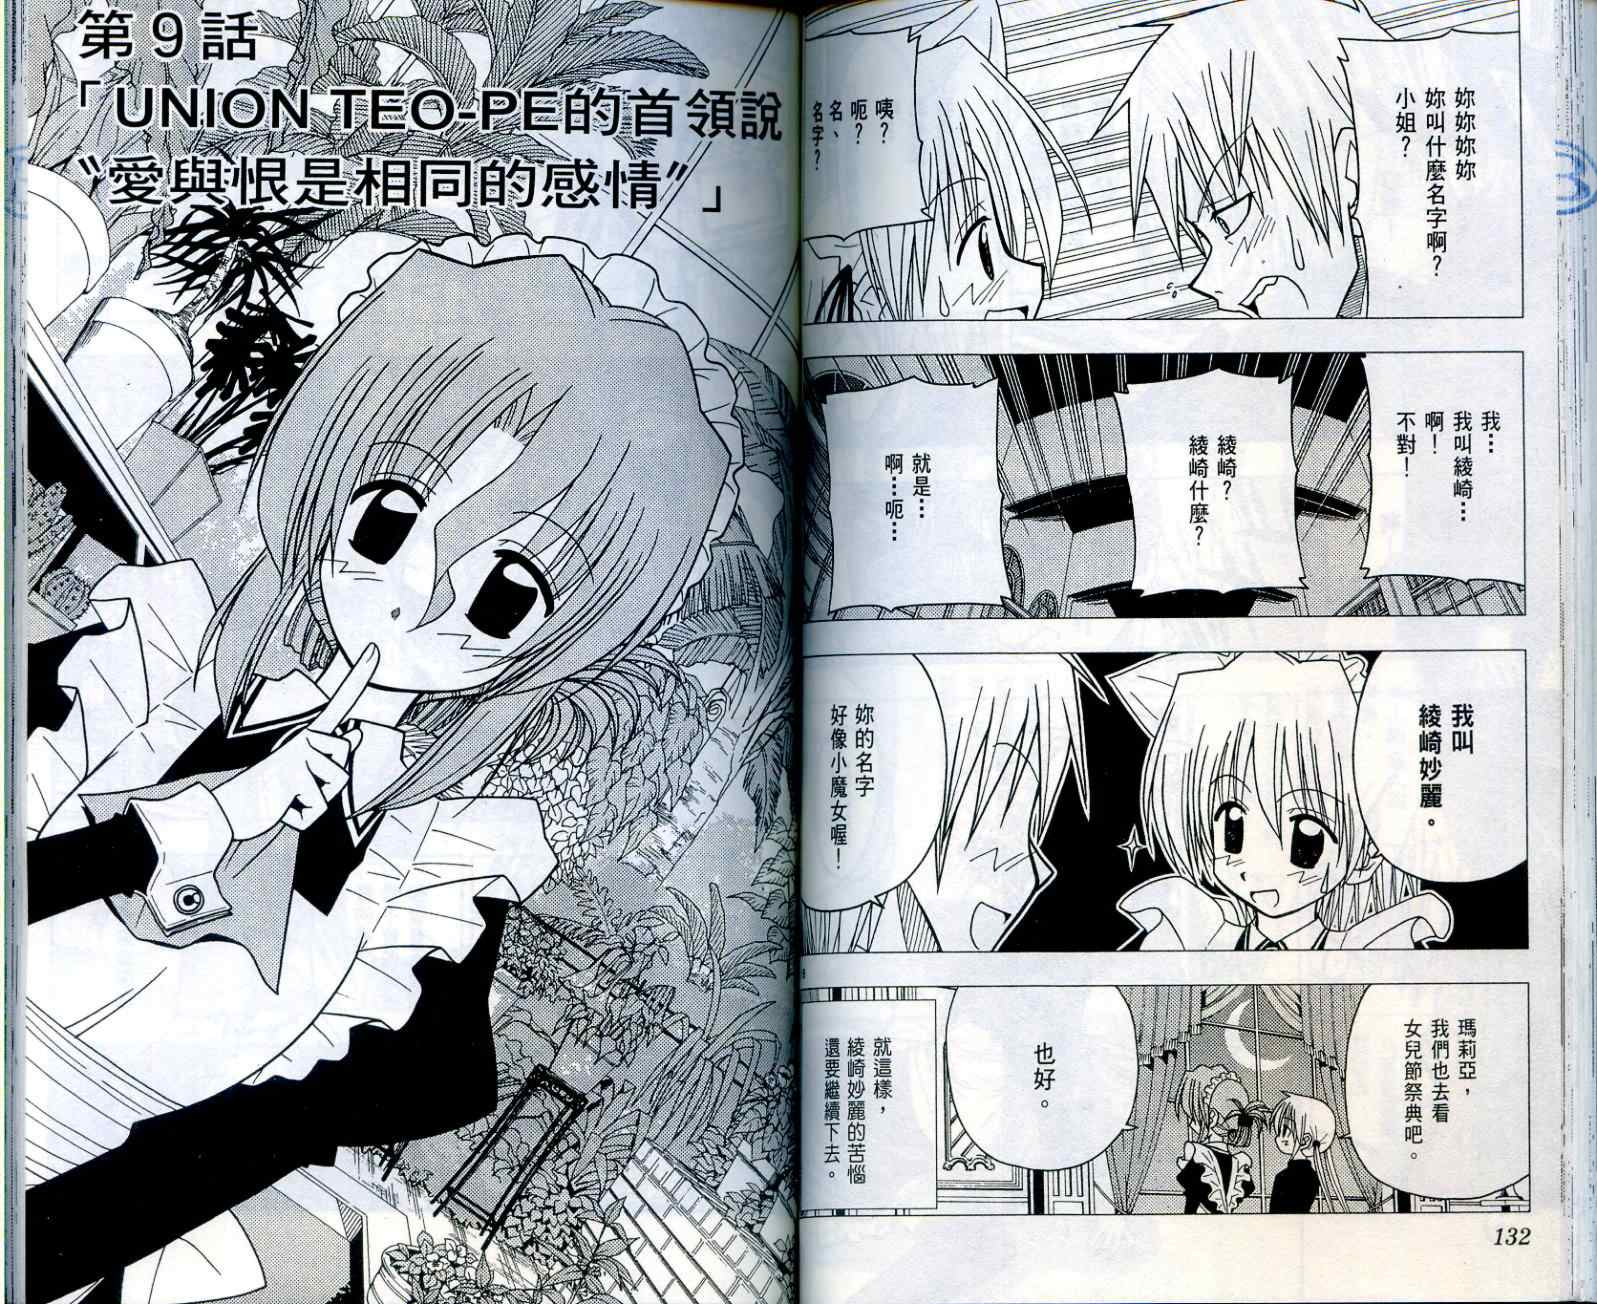 妳妳妳妳
妳叫什麼名字啊？
小姐？
咦？
呃？
名、
名字？
我…
我叫綾崎…
啊！
不對！
綾崎？
綾崎什麼？
就是…
啊…呃…
我叫
綾崎妙麗。
妳的名字
好像小魔女喔！
瑪莉亞，
我們也去看
女兒節祭典吧。
也好。
就這樣，
綾崎妙麗的苦惱
還要繼續下去。
132
第9話
「UNION TEO-PE的首領說
〝愛與恨是相同的感情〞」